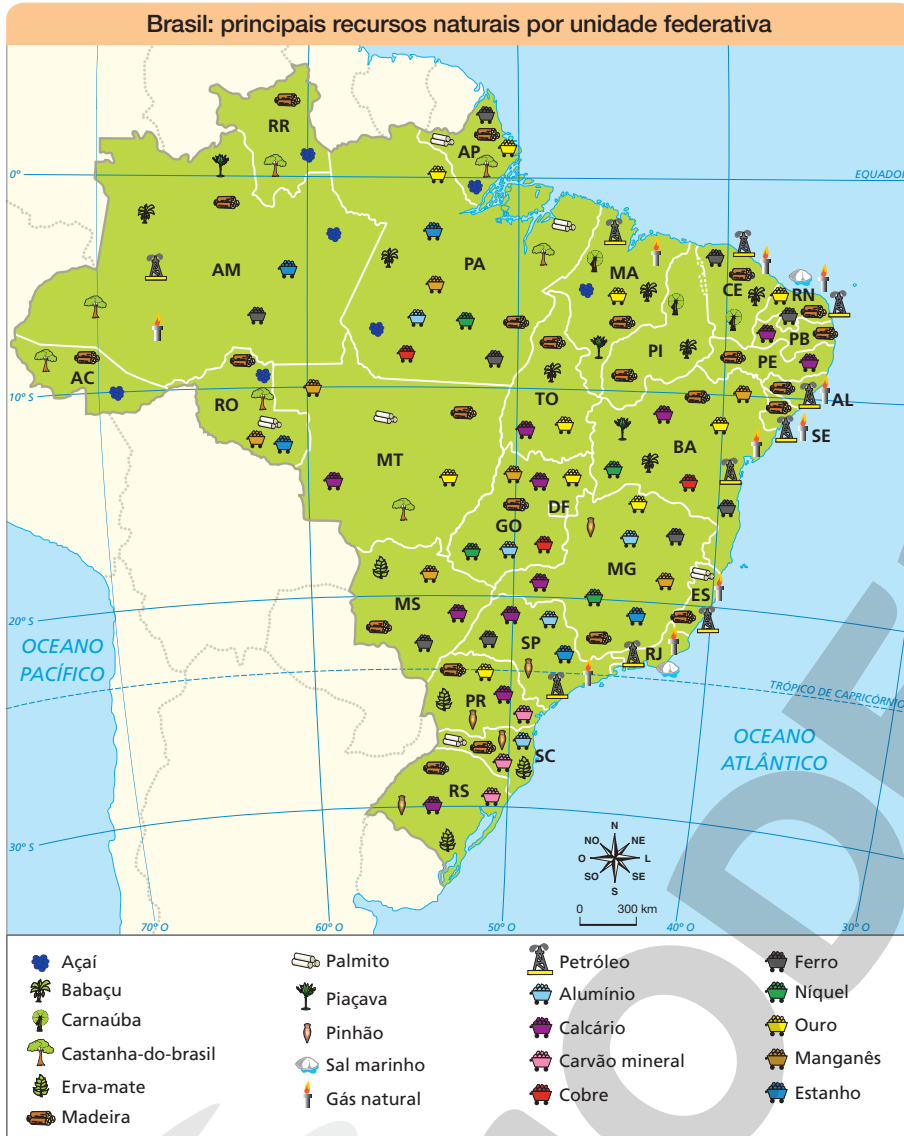 Brasil: principais recursos naturais por unidade federativa
RR
AP
0°
EQUADOR
AM
PA
MA
CE
RN
PB
PI
PE
AC
10° S
RO
TO
AL
SE
BA
MT
DF
GO
MG
ES
MS
20° S
OCEANO
PACÍFICO
SP
RJ
TRÓPICO DE CAPRICÓRNIO
PR
OCEANO
ATLÂNTICO
SC
RS
30° S
N
NO
NE
O
L
SO
SE
S
0 300 km
70° O
60° O
50° O
40° O
30° O
Açaí
Babaçu
Carnaúba
Castanha-do-brasil
Erva-mate
Madeira
Palmito
Piaçava
Pinhão
Sal marinho
Gás natural
Petróleo
Alumínio
Calcário
Carvão mineral
Cobre
Ferro
Níquel
Ouro
Manganês
Estanho